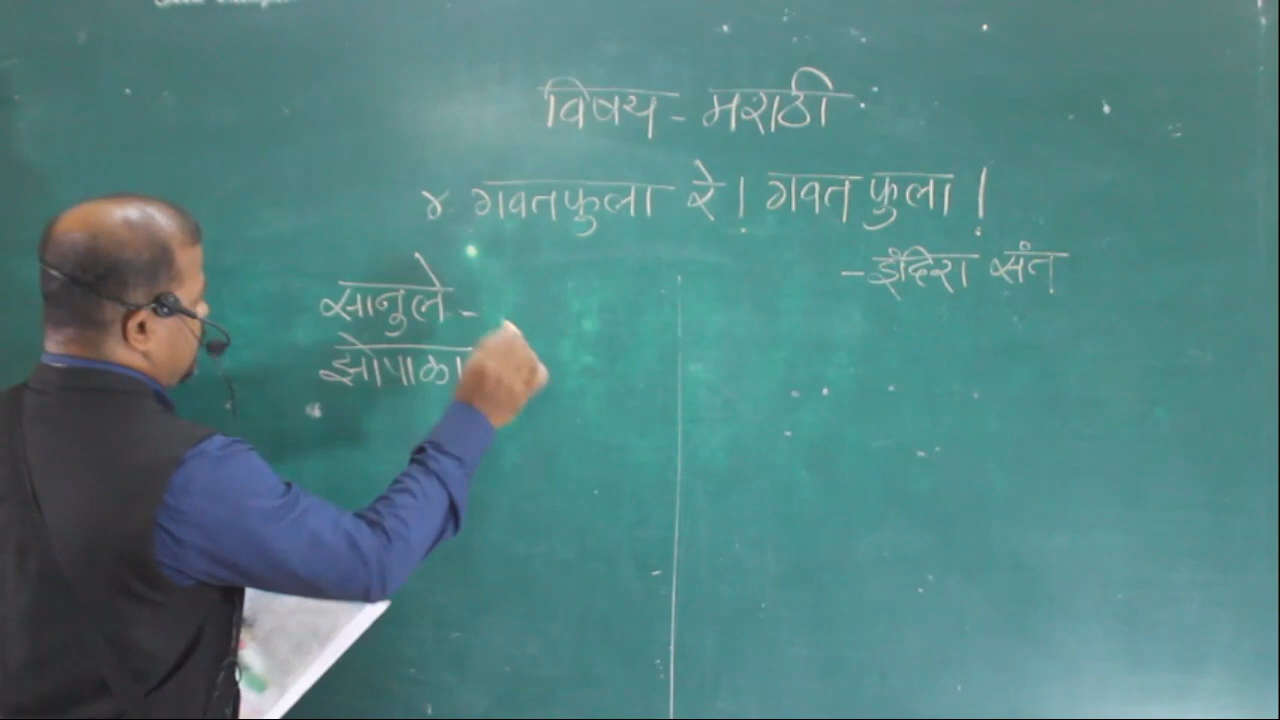 विषय - मराठी
४. गवतफुला रे! गवतफुला!
- इंदिरा संत
सानुले -
झोपाळा